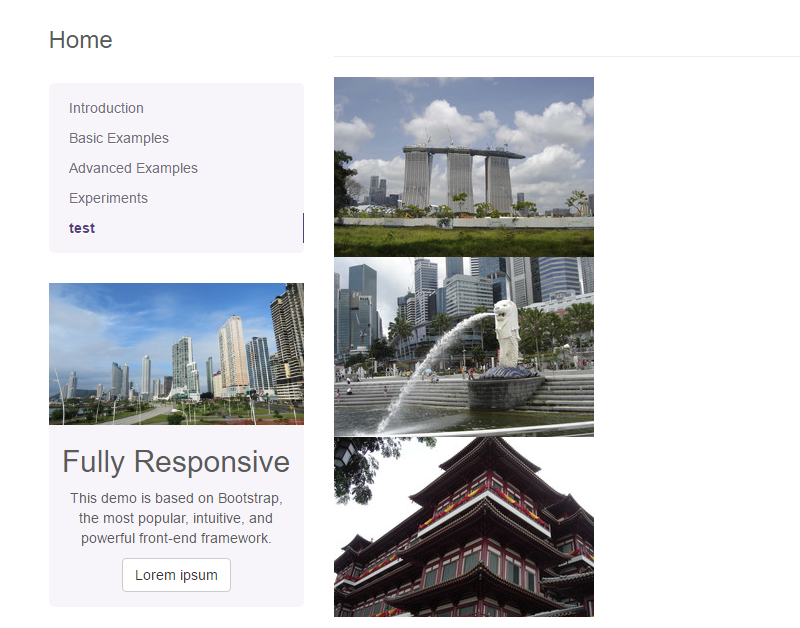 Home
Introduction
Basic Examples
Advanced Examples
Experiments
test
Fully Responsive
This demo is based on Bootstrap,
the most popular, intuitive, and
powerful front-end framework.
Lorem ipsum